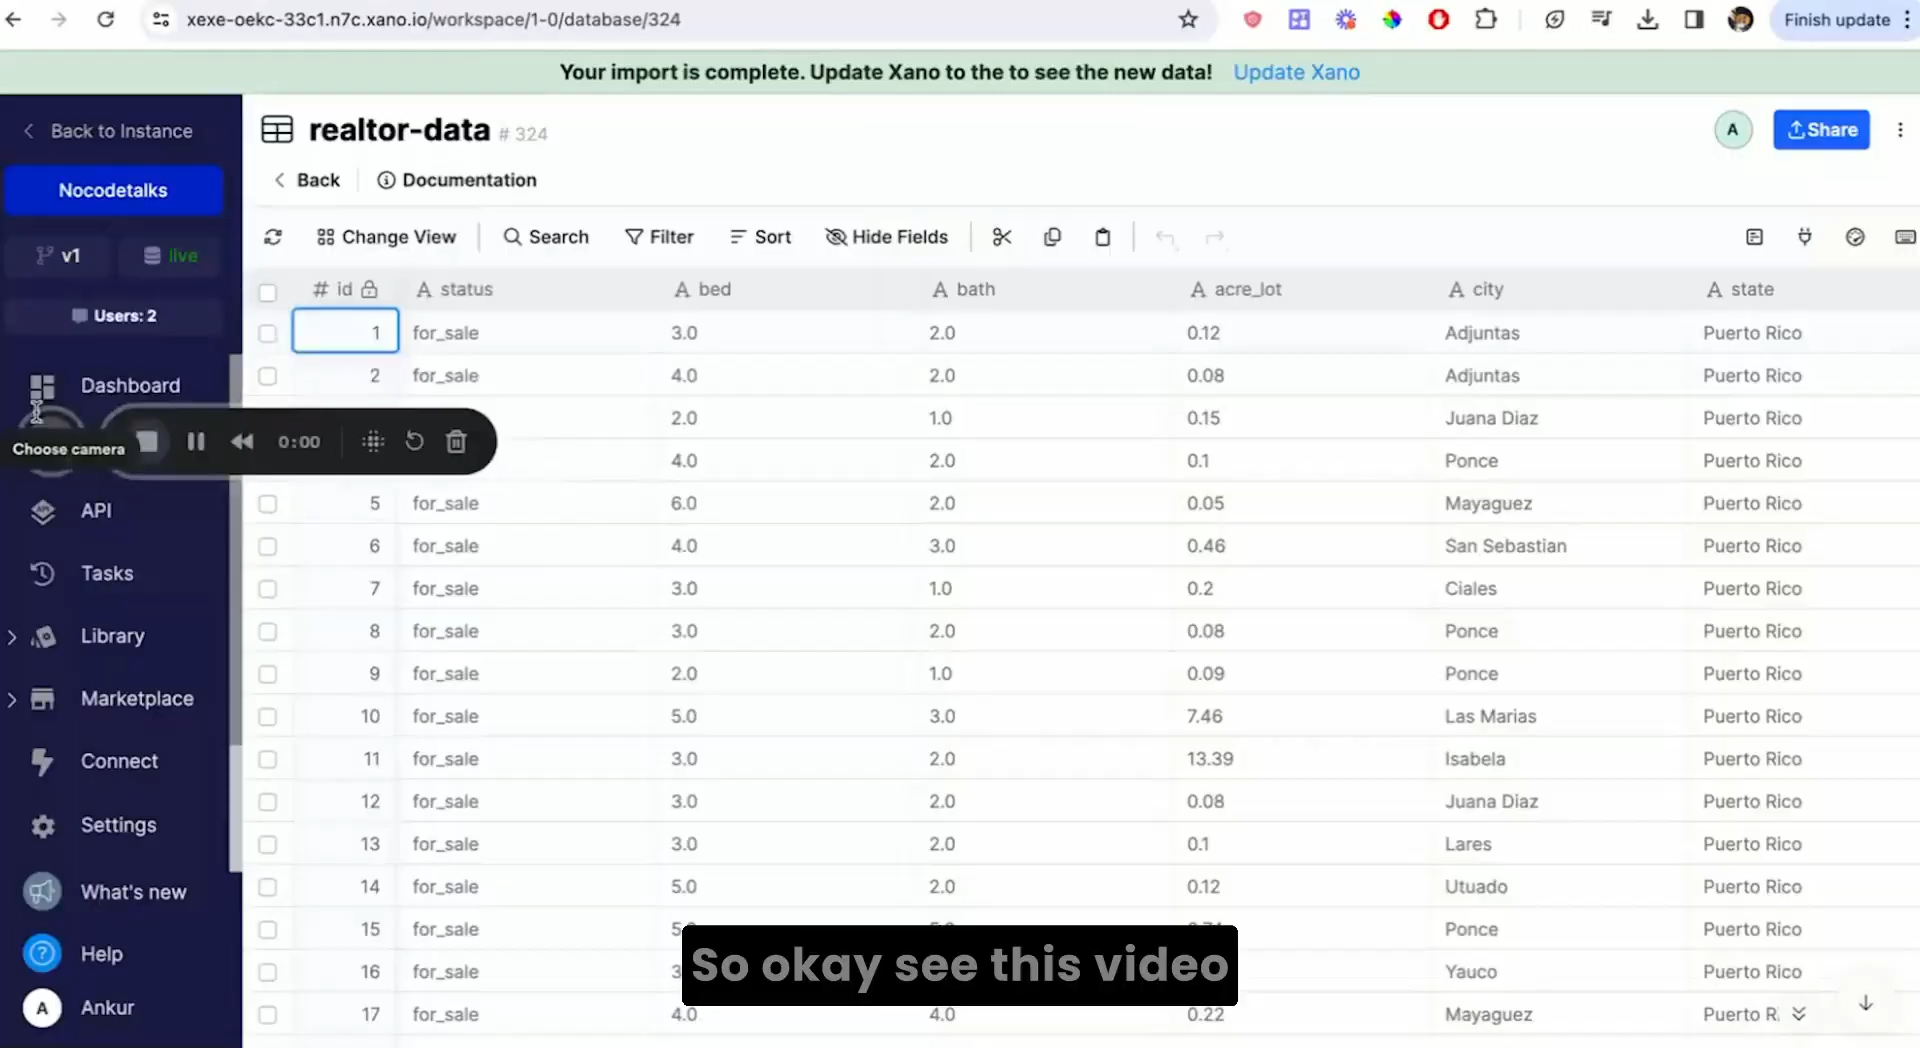 xexe-oekc-33c1.n7c.xano.io/workspace/1-0/database/324
Finish update
Your import is complete. Update Xano to the to see the new data! Update Xano
Back to Instance
Nocodetalks
v1
live
Users: 2
Dashboard
Choose camera
0:00
API
Tasks
Library
Marketplace
Connect
Settings
What's new
Help
A Ankur
realtor-data # 324
A
Share
Back
Documentation
Change View Search Filter Sort Hide Fields
# id A status A bed A bath A acre_lot A city A state
1 for_sale 3.0 2.0 0.12 Adjuntas Puerto Rico
2 for_sale 4.0 2.0 0.08 Adjuntas Puerto Rico
2.0 1.0 0.15 Juana Diaz Puerto Rico
4.0 2.0 0.1 Ponce Puerto Rico
5 for_sale 6.0 2.0 0.05 Mayaguez Puerto Rico
6 for_sale 4.0 3.0 0.46 San Sebastian Puerto Rico
7 for_sale 3.0 1.0 0.2 Ciales Puerto Rico
8 for_sale 3.0 2.0 0.08 Ponce Puerto Rico
9 for_sale 2.0 1.0 0.09 Ponce Puerto Rico
10 for_sale 5.0 3.0 7.46 Las Marias Puerto Rico
11 for_sale 3.0 2.0 13.39 Isabela Puerto Rico
12 for_sale 3.0 2.0 0.08 Juana Diaz Puerto Rico
13 for_sale 3.0 2.0 0.1 Lares Puerto Rico
14 for_sale 5.0 2.0 0.12 Utuado Puerto Rico
15 for_sale Ponce Puerto Rico
16 for_sale Yauco Puerto Rico
17 for_sale 4.0 4.0 0.22 Mayaguez Puerto R
So okay see this video